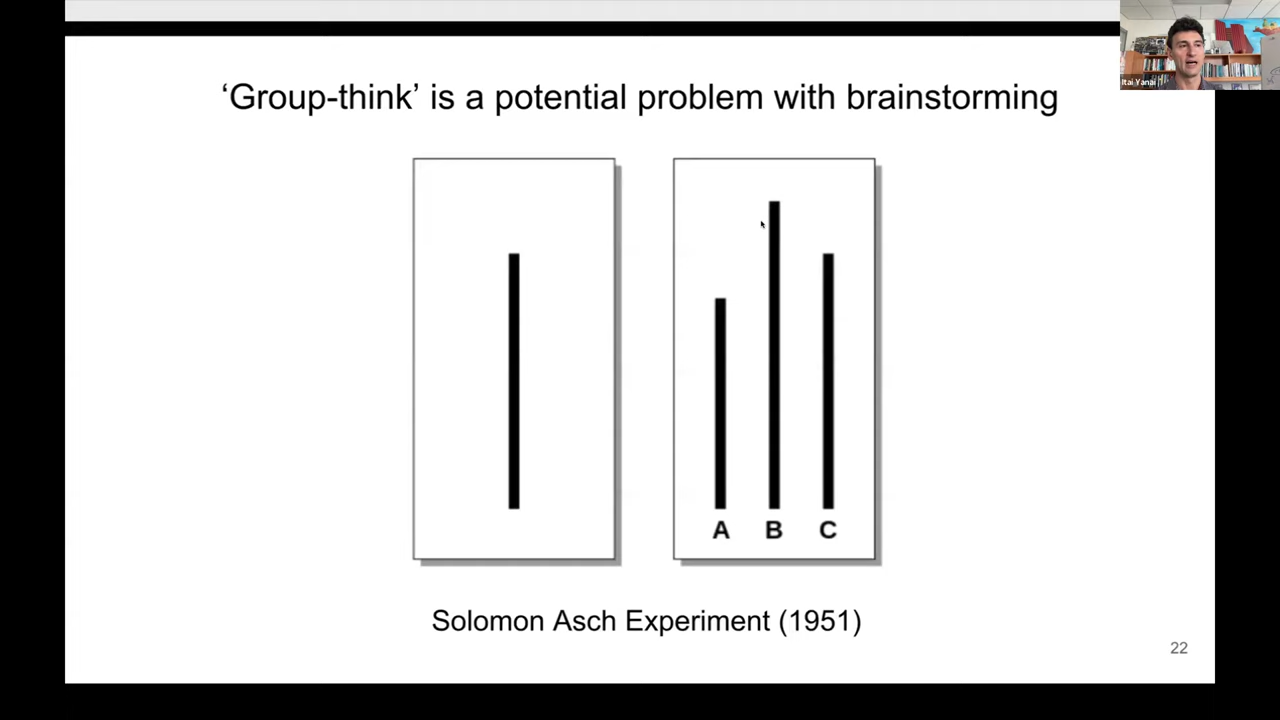 Itai Yanai
‘Group-think’ is a potential problem with brainstorming
A B C
Solomon Asch Experiment (1951)
22